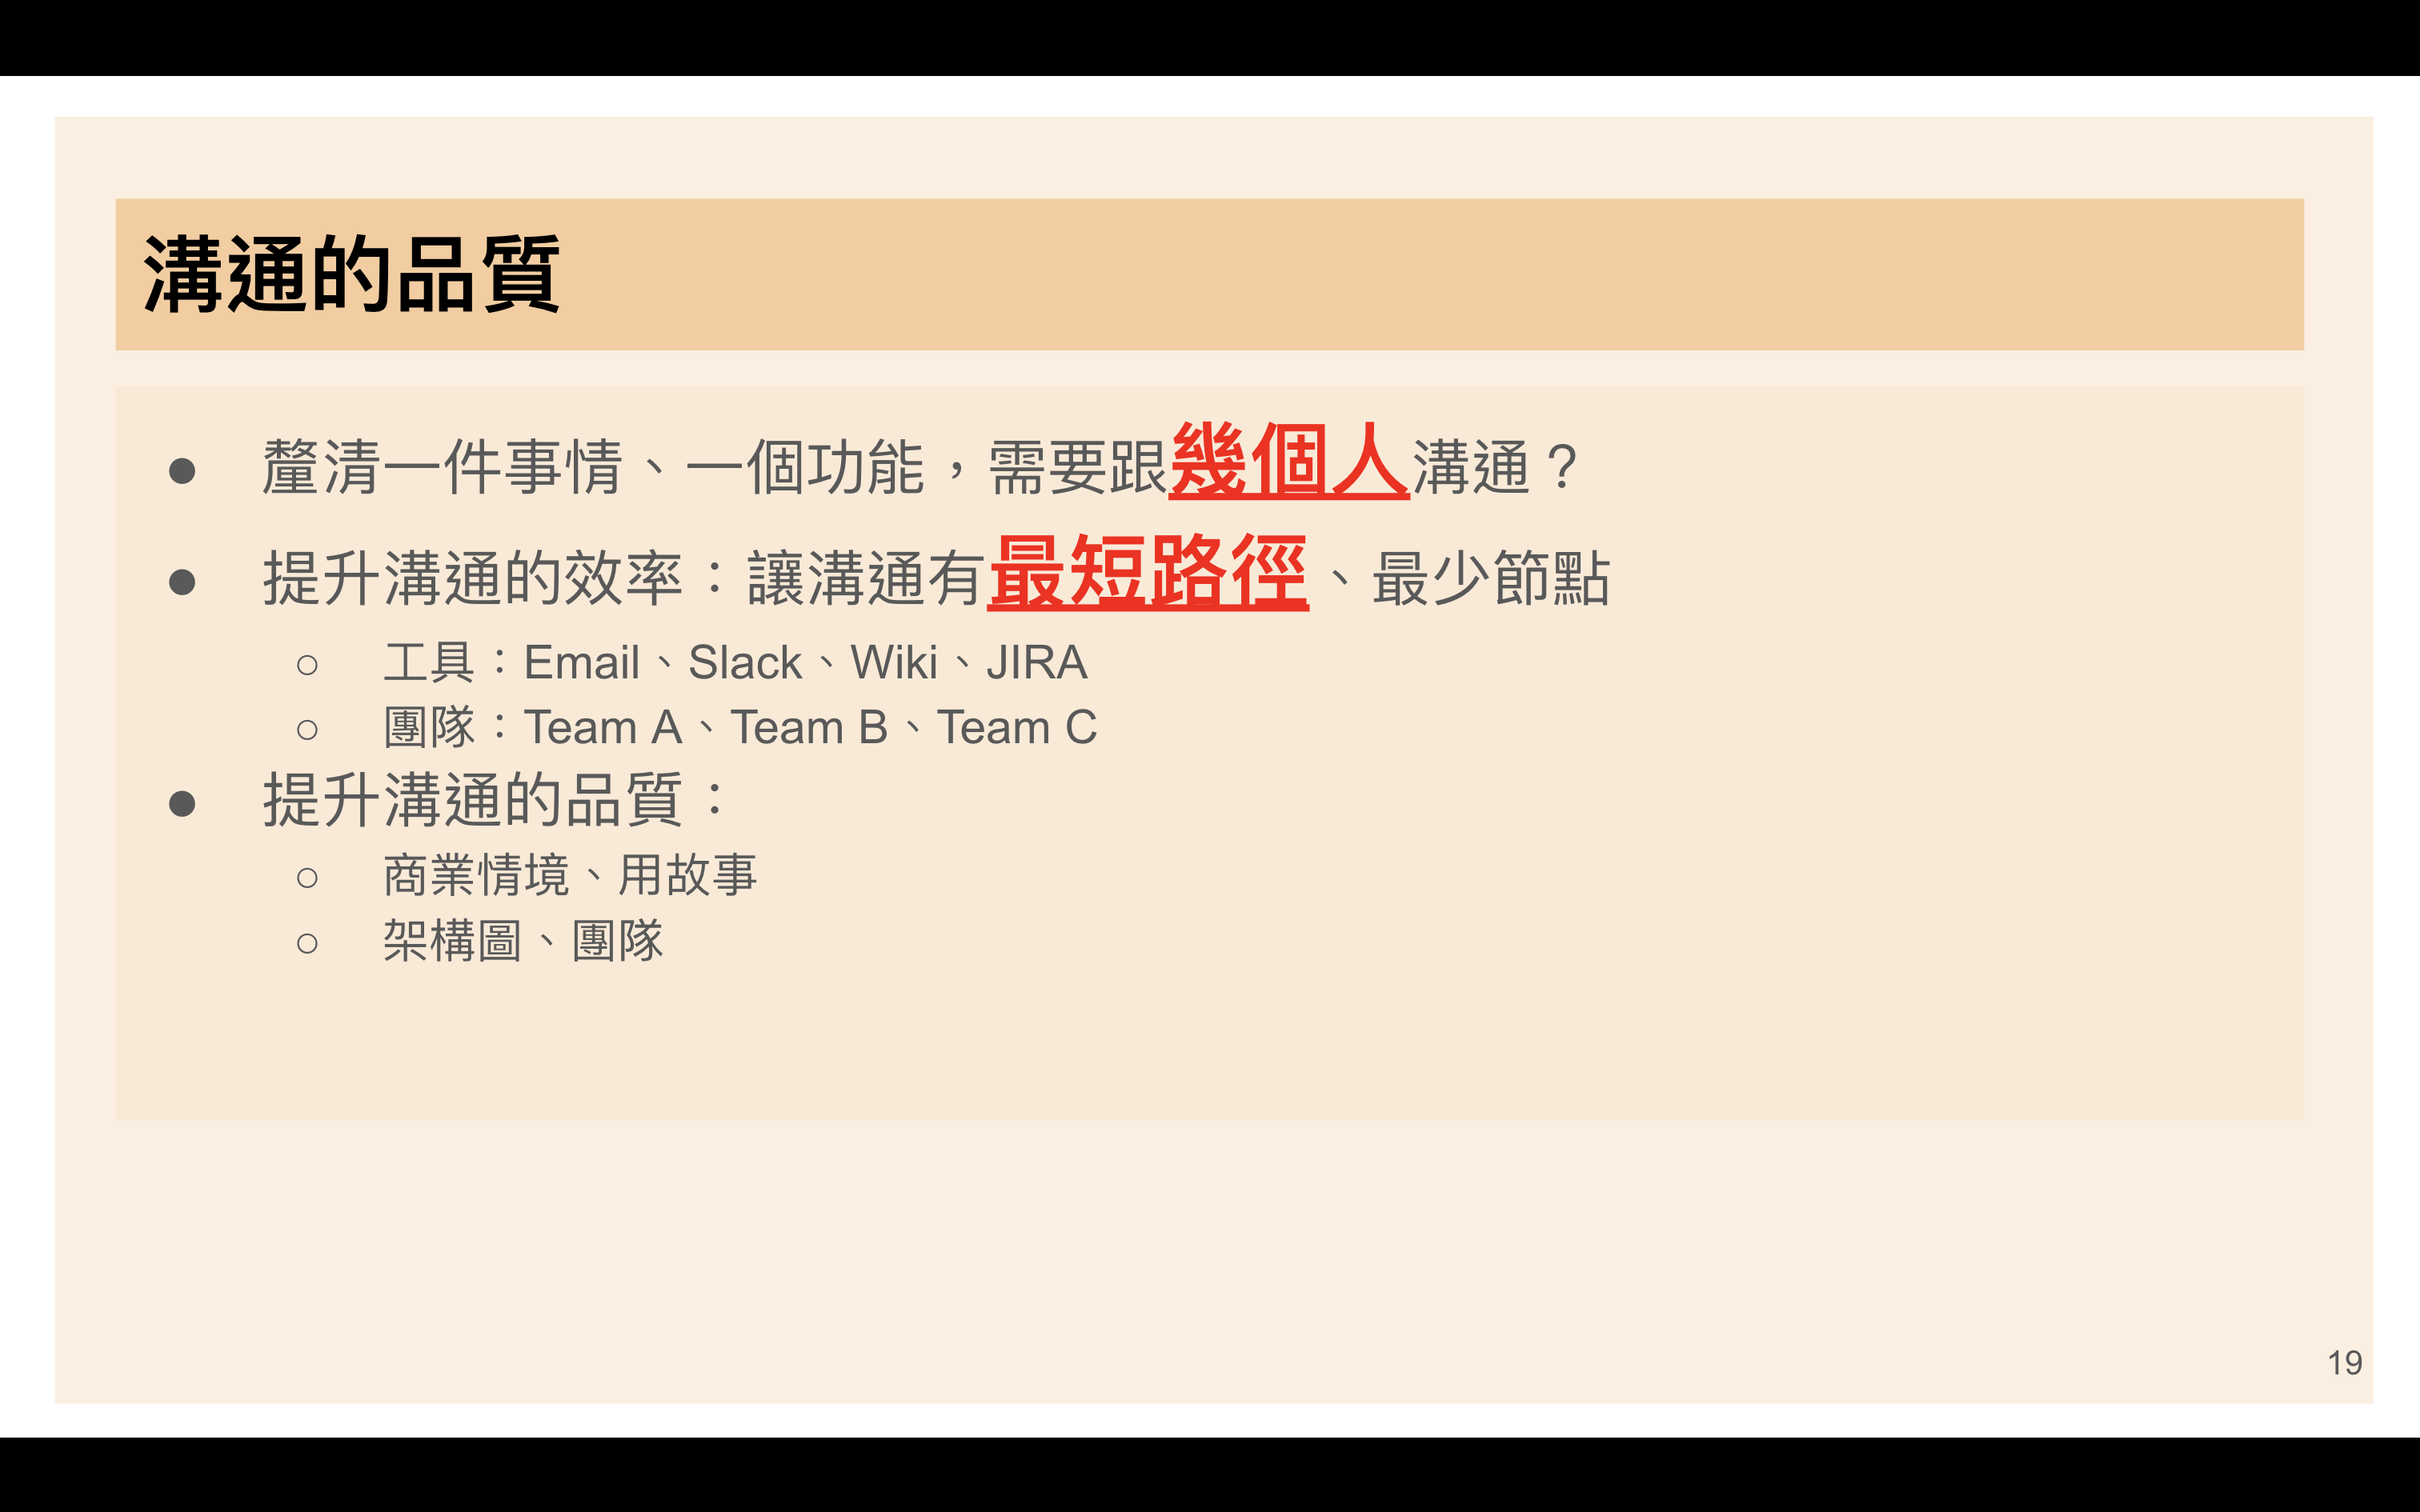 溝通的品質
● 釐清一件事情、一個功能，需要跟幾個人溝通？
● 提升溝通的效率：讓溝通有最短路徑、最少節點
○ 工具：Email、Slack、Wiki、JIRA
○ 團隊：Team A、Team B、Team C
● 提升溝通的品質：
○ 商業情境、用故事
○ 架構圖、團隊
19